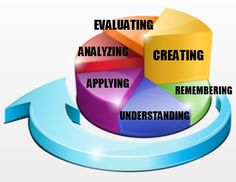 EVALUATING
ANALYZING
CREATING
APPLYING
REMEMBERING
UNDERSTANDING